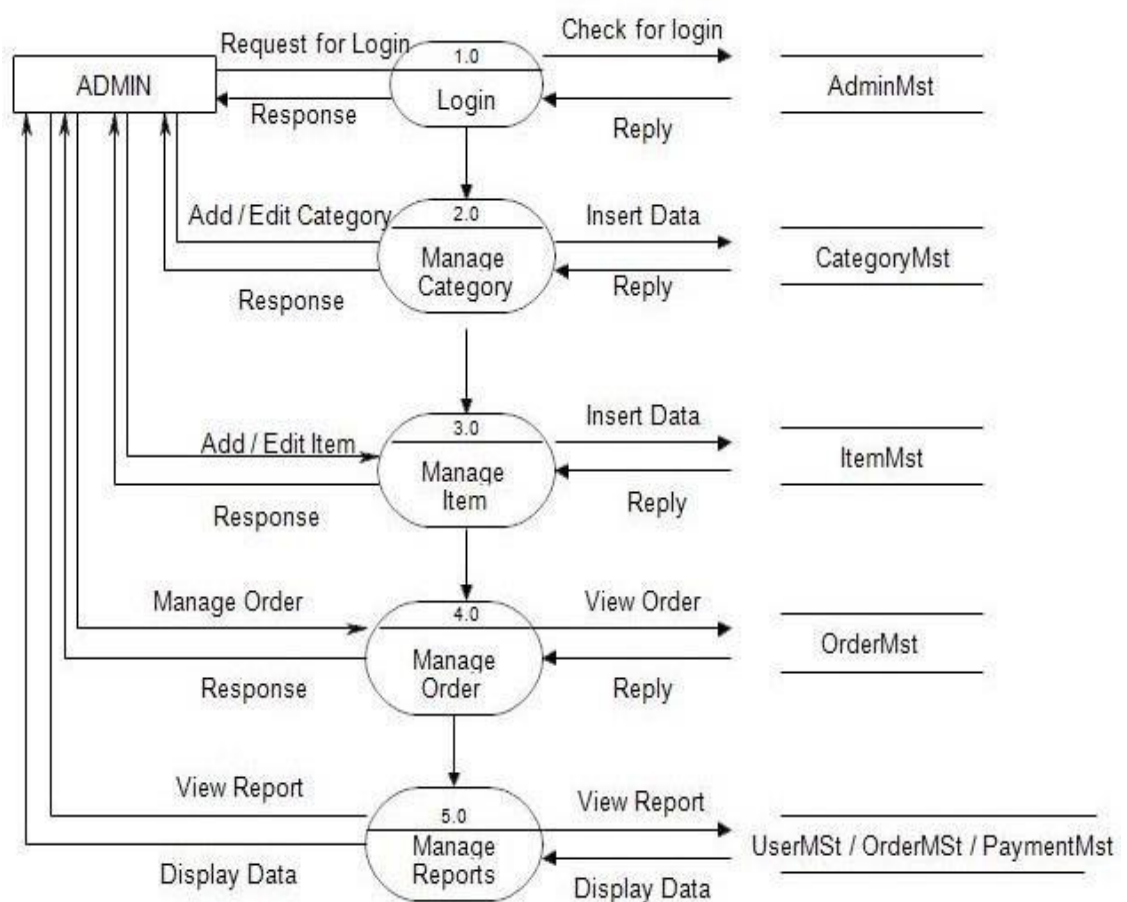 Request for Login
1.0
Check for login
ADMIN
Login
AdminMst
Response
Reply
Add / Edit Category
2.0
Insert Data
Manage
Category
CategoryMst
Response
Reply
3.0
Insert Data
Add / Edit Item
Manage
Item
ItemMst
Response
Reply
Manage Order
4.0
View Order
Manage
Order
OrderMst
Response
Reply
View Report
5.0
View Report
Manage
Reports
UserMSt / OrderMSt / PaymentMst
Display Data
Display Data